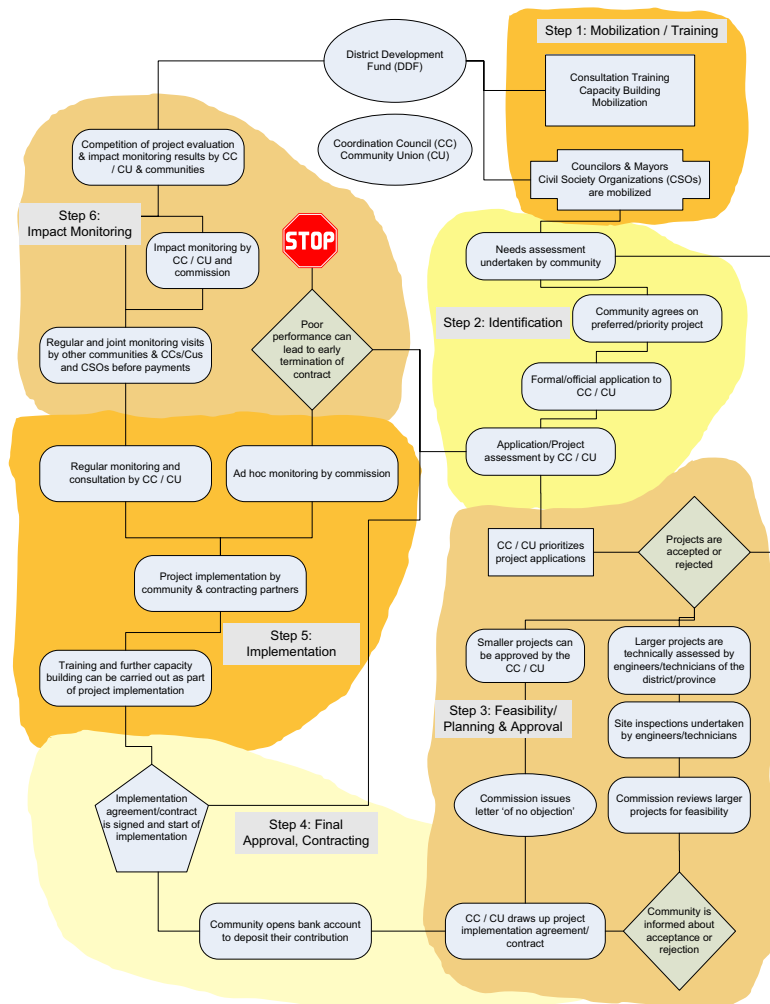 Step 1: Mobilization / Training
District Development
Fund (DDF)
Consultation Training
Capacity Building
Mobilization
Competition of project evaluation
& impact monitoring results by CC
/ CU & communities
Coordination Council (CC)
Community Union (CU)
Councilors & Mayors
Civil Society Organizations (CSOs)
are mobilized
Step 6:
Impact Monitoring
STOP
Impact monitoring by
CC / CU and
commission
Needs assessment
undertaken by community
Step 2: Identification
Community agrees on
preferred/priority project
Regular and joint monitoring visits
by other communities & CCs/Cus
and CSOs before payments
Poor
performance can
lead to early
termination of
contract
Formal/official application to
CC / CU
Application/Project
assessment by CC / CU
Regular monitoring and
consultation by CC / CU
Ad hoc monitoring by commission
CC / CU prioritizes
project applications
Projects are
accepted or
rejected
Project implementation by
community & contracting partners
Step 5:
Implementation
Smaller projects can
be approved by the
CC / CU
Larger projects are
technically assessed by
engineers/technicians of the
district/province
Training and further capacity
building can be carried out as part
of project implementation
Step 3: Feasibility/
Planning & Approval
Site inspections undertaken
by engineers/technicians
Implementation
agreement/contract
is signed and start of
implementation
Step 4: Final
Approval, Contracting
Commission issues
letter 'of no objection'
Commission reviews larger
projects for feasibility
Community opens bank account
to deposit their contribution
CC / CU draws up project
implementation agreement/
contract
Community is
informed about
acceptance or
rejection